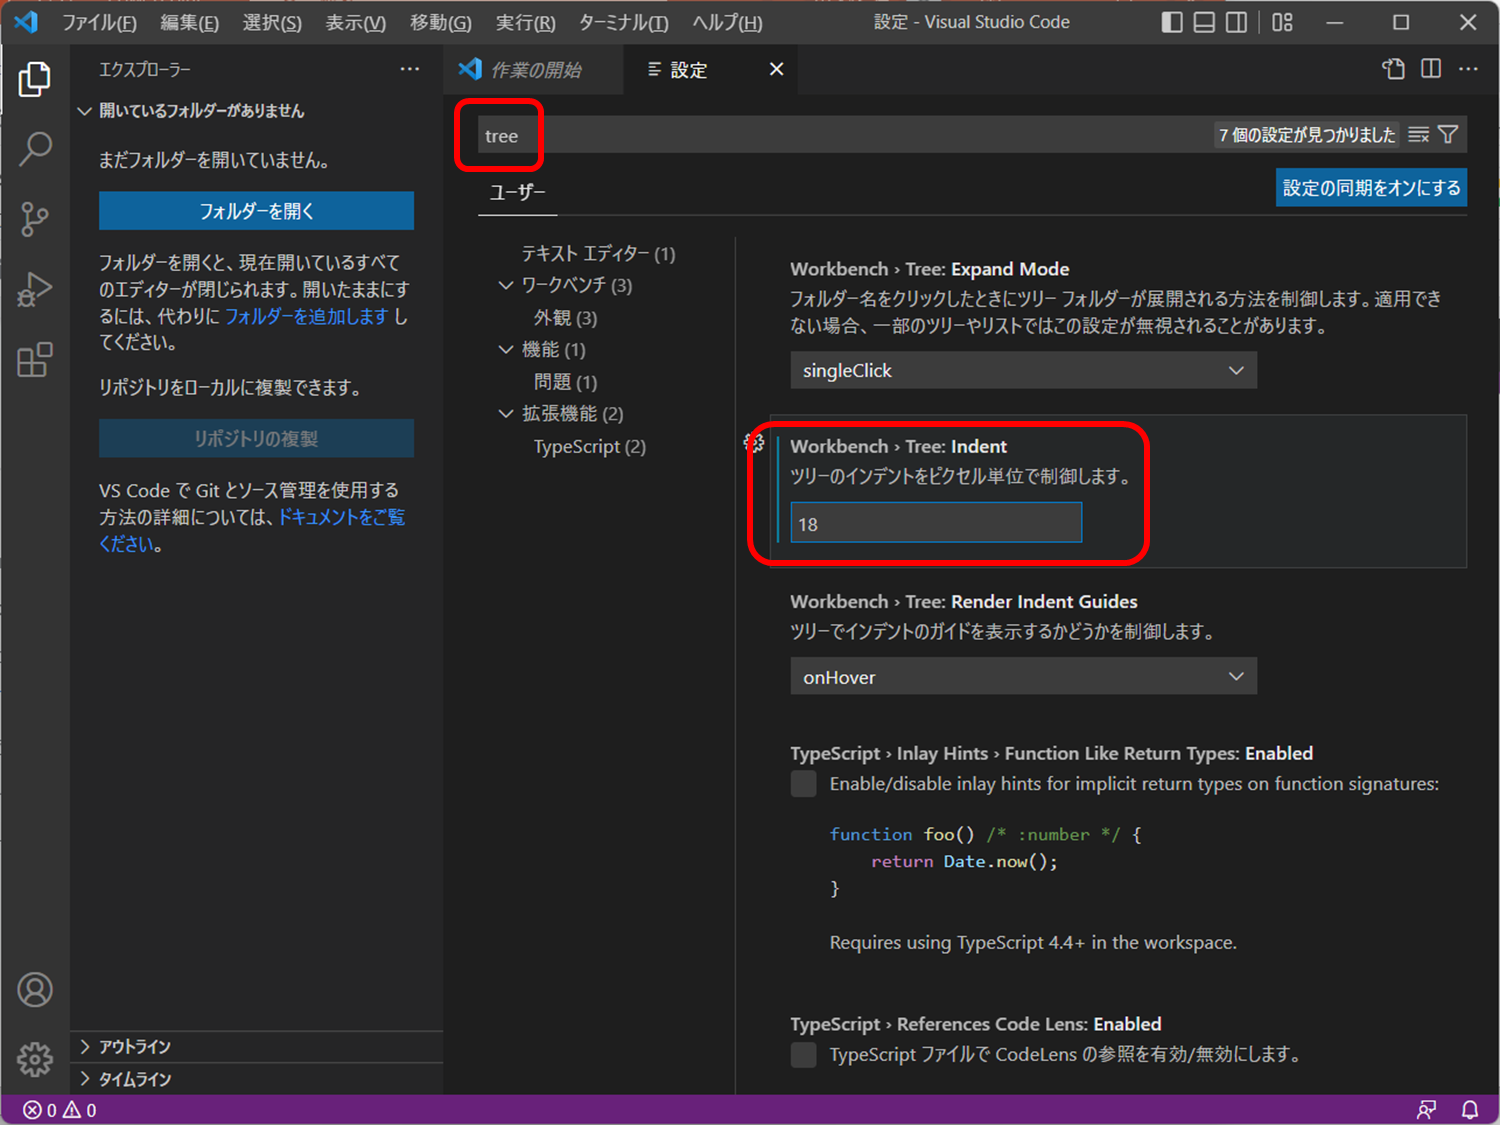 ファイル(F) 編集(E) 選択(S) 表示(V) 移動(G) 実行(R) ターミナル(T) ヘルプ(H) 設定 - Visual Studio Code
エクスプローラー
作業の開始
設定
開いているフォルダーがありません
まだフォルダーを開いていません。
フォルダーを開く
フォルダーを開くと、現在開いているすべて
のエディターが閉じられます。開いたままにす
るには、代わりに フォルダーを追加します し
てください。
リポジトリをローカルに複製できます。
リポジトリの複製
VS Code で Git とソース管理を使用する
方法の詳細については、ドキュメントをご覧
ください。
アウトライン
タイムライン
tree
7 個の設定が見つかりました
ユーザー
設定の同期をオンにする
テキスト エディター (1)
ワークベンチ (3)
外観 (3)
機能 (1)
問題 (1)
拡張機能 (2)
TypeScript (2)
Workbench › Tree: Expand Mode
フォルダー名をクリックしたときにツリー フォルダーが展開される方法を制御します。適用でき
ない場合、一部のツリーやリストではこの設定が無視されることがあります。
singleClick
Workbench › Tree: Indent
ツリーのインデントをピクセル単位で制御します。
18
Workbench › Tree: Render Indent Guides
ツリーでインデントのガイドを表示するかどうかを制御します。
onHover
TypeScript › Inlay Hints › Function Like Return Types: Enabled
Enable/disable inlay hints for implicit return types on function signatures:
function foo() /* :number */ {
return Date.now();
}
Requires using TypeScript 4.4+ in the workspace.
TypeScript › References Code Lens: Enabled
TypeScript ファイルで CodeLens の参照を有効/無効にします。
0 0